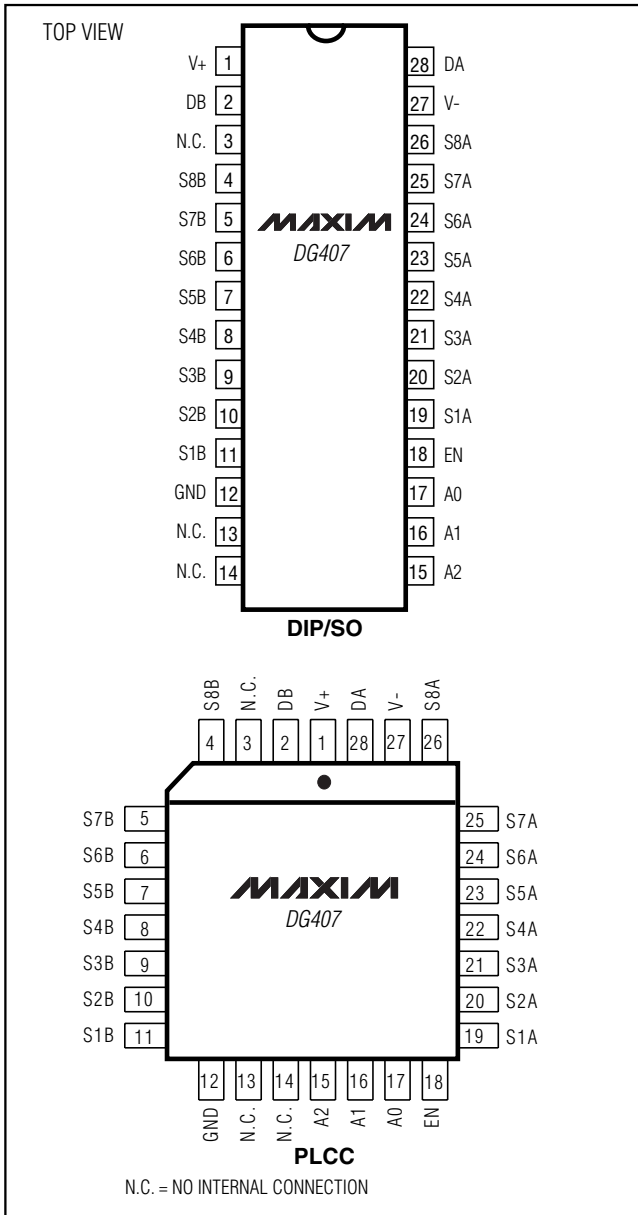 TOP VIEW
V+ 1 28 DA
DB 2 27 V-
N.C. 3 26 S8A
S8B 4 25 S7A
S7B 5 24 S6A
S6B 6 23 S5A
S5B 7 22 S4A
S4B 8 21 S3A
S3B 9 20 S2A
S2B 10 19 S1A
S1B 11 18 EN
GND 12 17 A0
N.C. 13 16 A1
N.C. 14 15 A2
MAXIM
DG407
DIP/SO
S8B N.C. DB V+ DA V- S8A
4 3 2 1 28 27 26
S7B 5 25 S7A
S6B 6 24 S6A
S5B 7 23 S5A
S4B 8 22 S4A
S3B 9 21 S3A
S2B 10 20 S2A
S1B 11 19 S1A
MAXIM
DG407
12 13 14 15 16 17 18
GND N.C. N.C. A2 A1 A0 EN
PLCC
N.C. = NO INTERNAL CONNECTION